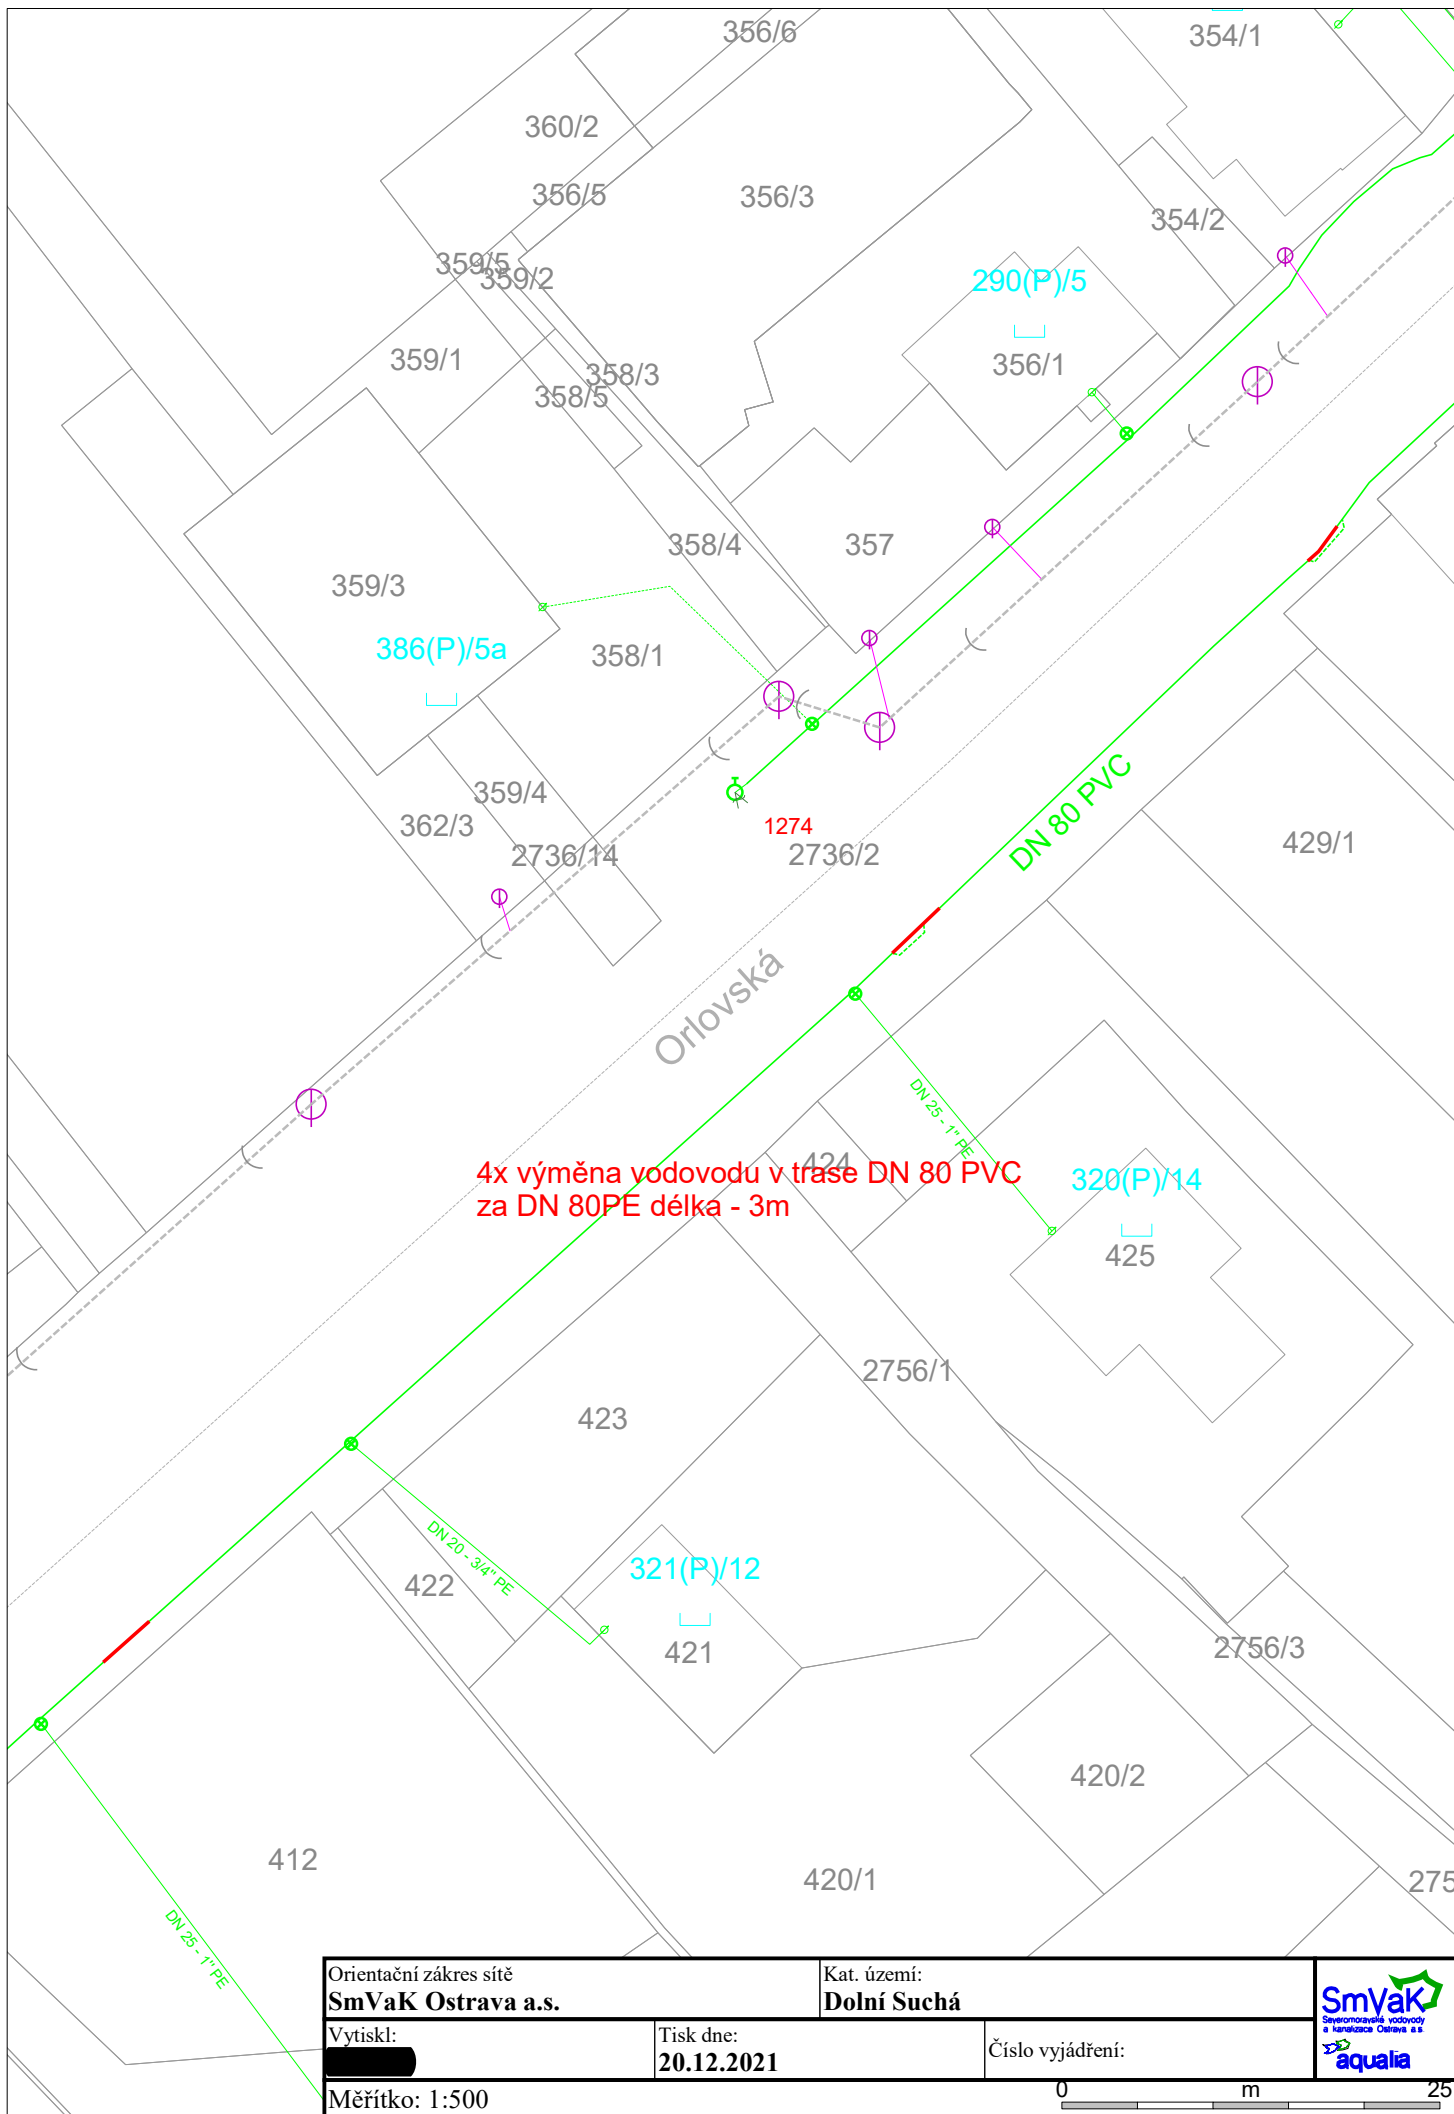 356/6
354/1
360/2
356/5
356/3
354/2
359/5
359/2
290(P)/5
359/1
358/3
356/1
358/5
358/4
357
359/3
386(P)/5a
358/1
DN 80 PVC
359/4
362/3
1274
2736/14
2736/2
429/1
Orlovská
DN 25 - 1" PE
424
4x výměna vodovodu v trase DN 80 PVC
za DN 80PE délka - 3m
320(P)/14
425
2756/1
423
DN 20 - 3/4" PE
321(P)/12
422
421
2756/3
420/2
412
420/1
275
DN 25 - 1" PE
Orientační zákres sítě
SmVaK Ostrava a.s.
Kat. území:
Dolní Suchá
SmVaK
Severomoravské vodovody
a kanalizace Ostrava a.s.
aqualia
Vytiskl:
Tisk dne:
20.12.2021
Číslo vyjádření:
Měřítko: 1:500
0 m 25